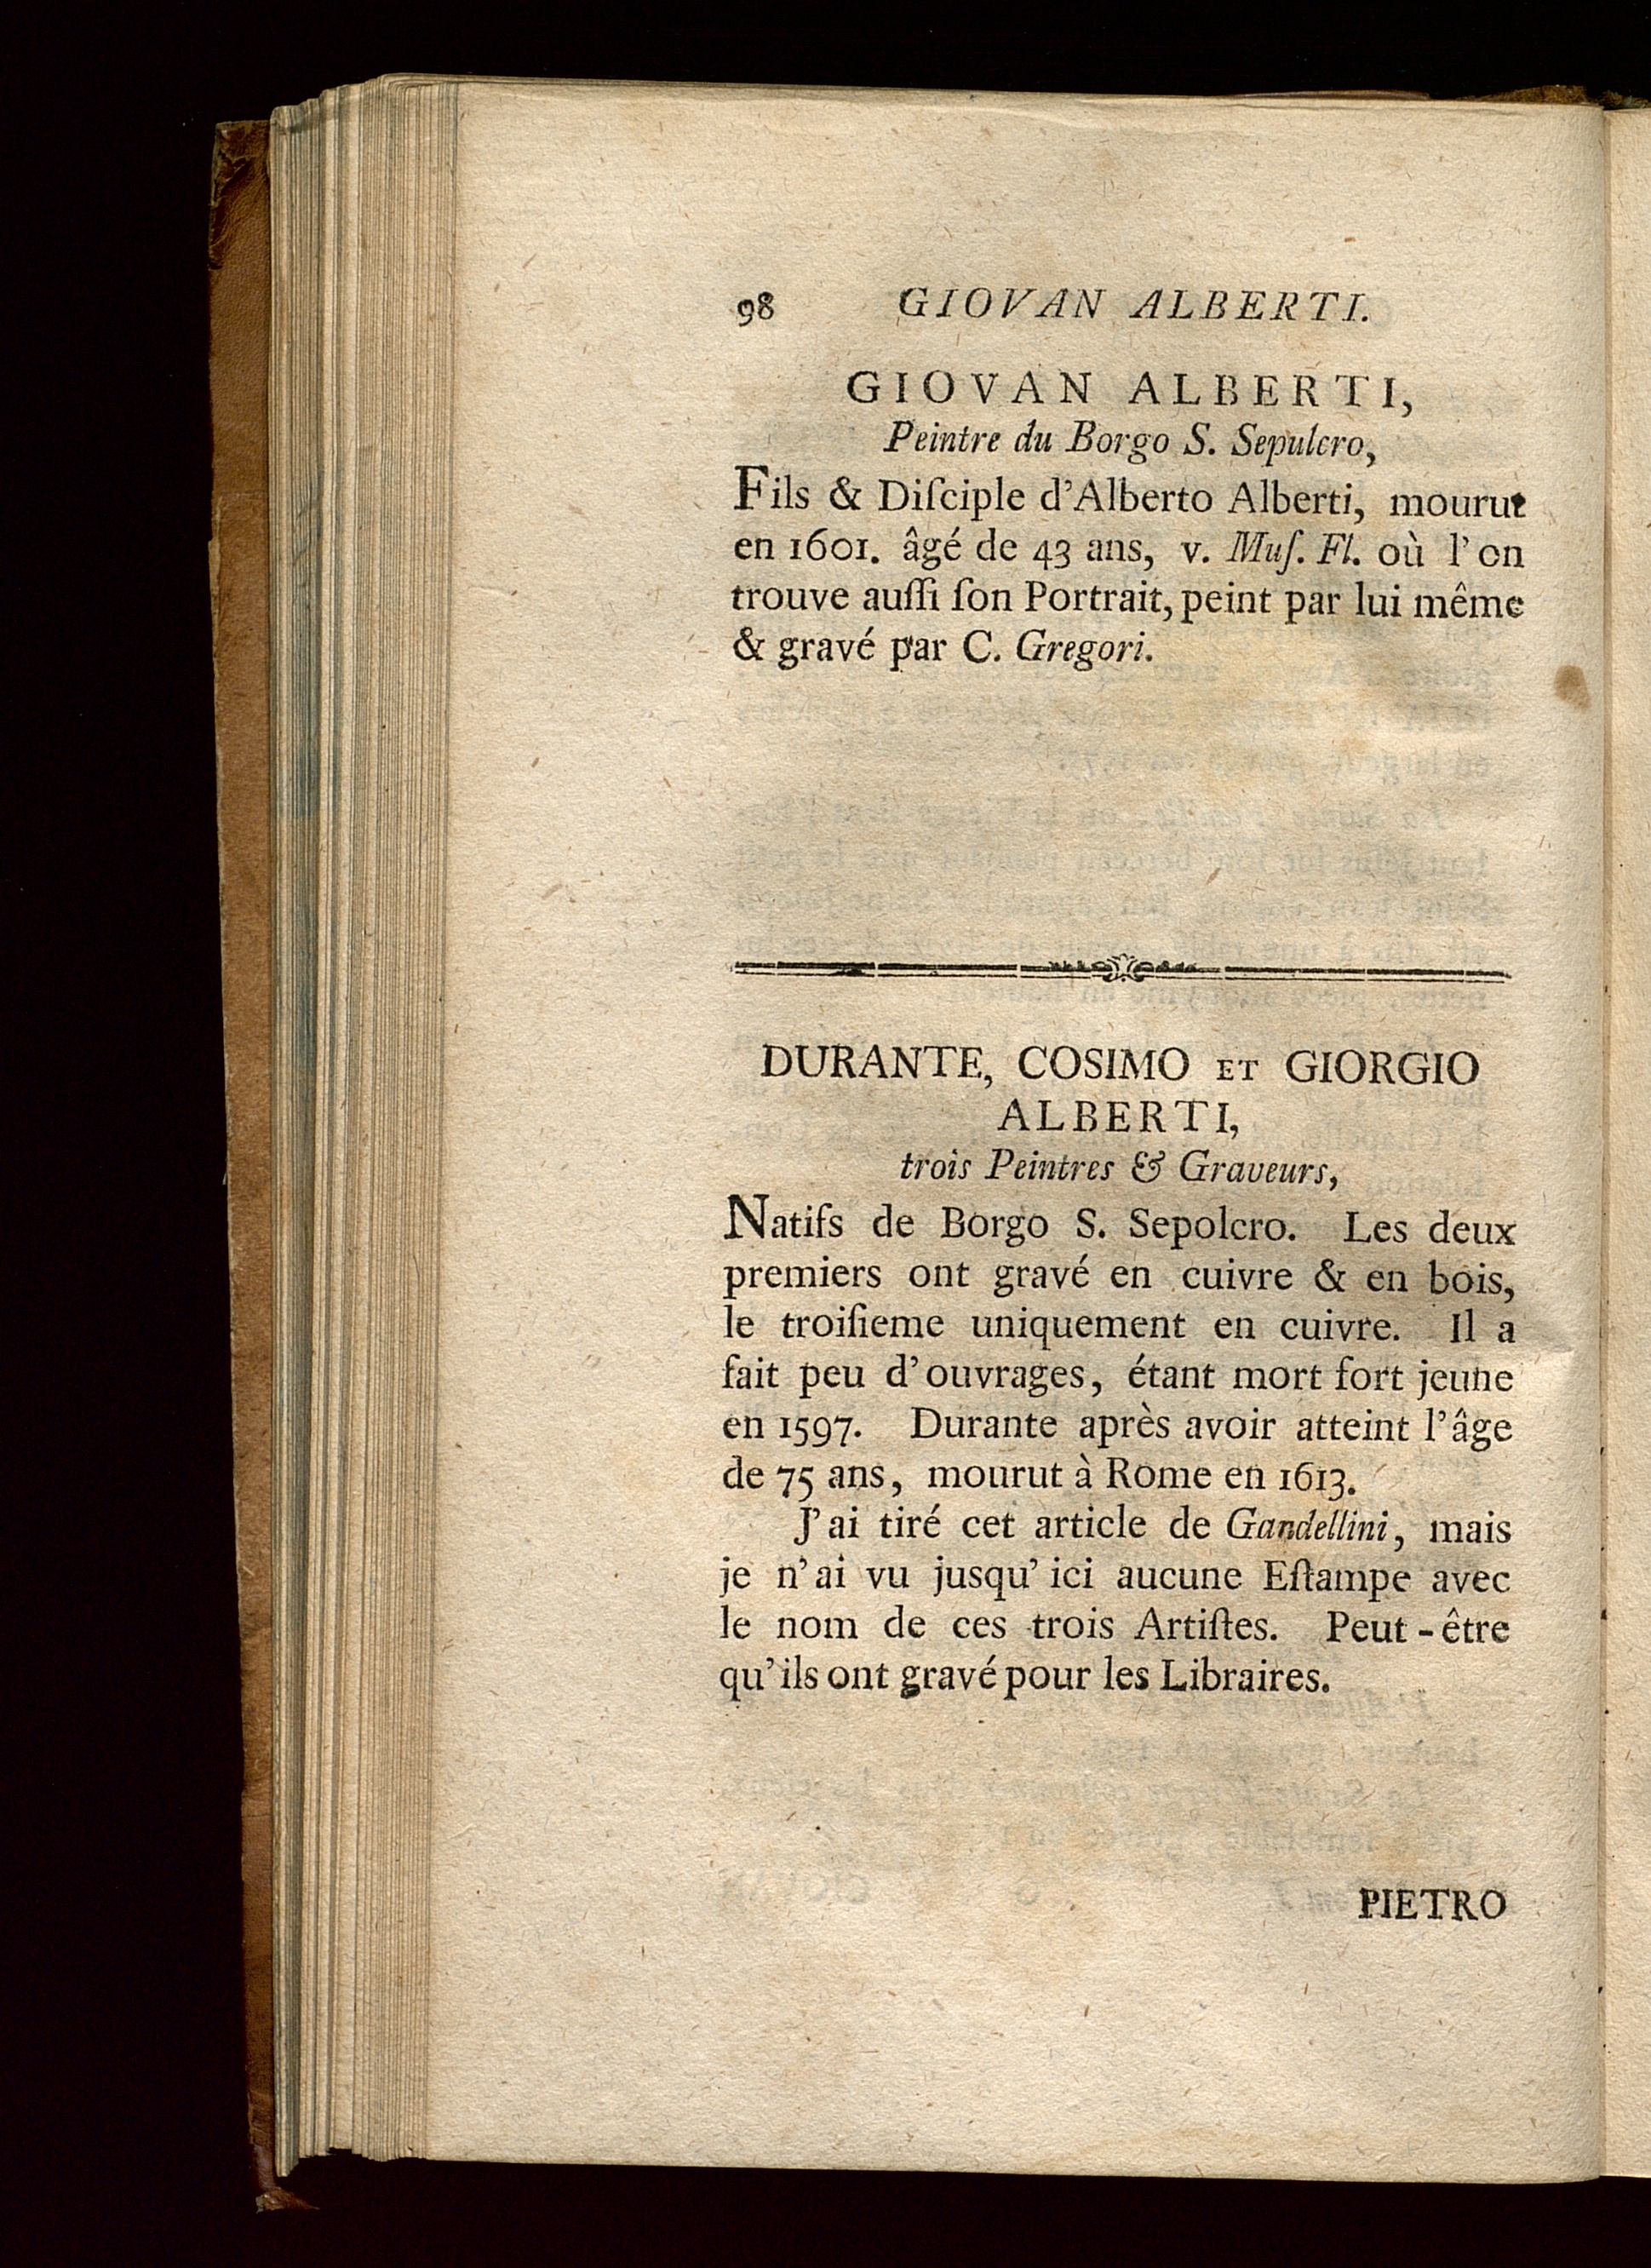 98 GIOVAN ALBERTI.
GIOVAN ALBERTI,
Peintre du Borgo S. Sepulcro,
Fils & Diſciple d'Alberto Alberti, mourut
en 1601. âgé de 43 ans, v. Muſ. Fl. où l'on
trouve auſſi ſon Portrait, peint par lui même
& gravé par C. Gregori.
DURANTE, COSIMO ET GIORGIO
ALBERTI,
trois Peintres & Graveurs,
Natifs de Borgo S. Sepolcro. Les deux
premiers ont gravé en cuivre & en bois,
le troiſieme uniquement en cuivre. Il a
fait peu d'ouvrages, étant mort fort jeune
en 1597. Durante après avoir atteint l'âge
de 75 ans, mourut à Rome en 1613.
J'ai tiré cet article de Gandellini, mais
je n'ai vu jusqu'ici aucune Eſtampe avec
le nom de ces trois Artiſtes. Peut-être
qu'ils ont gravé pour les Libraires.
PIETRO